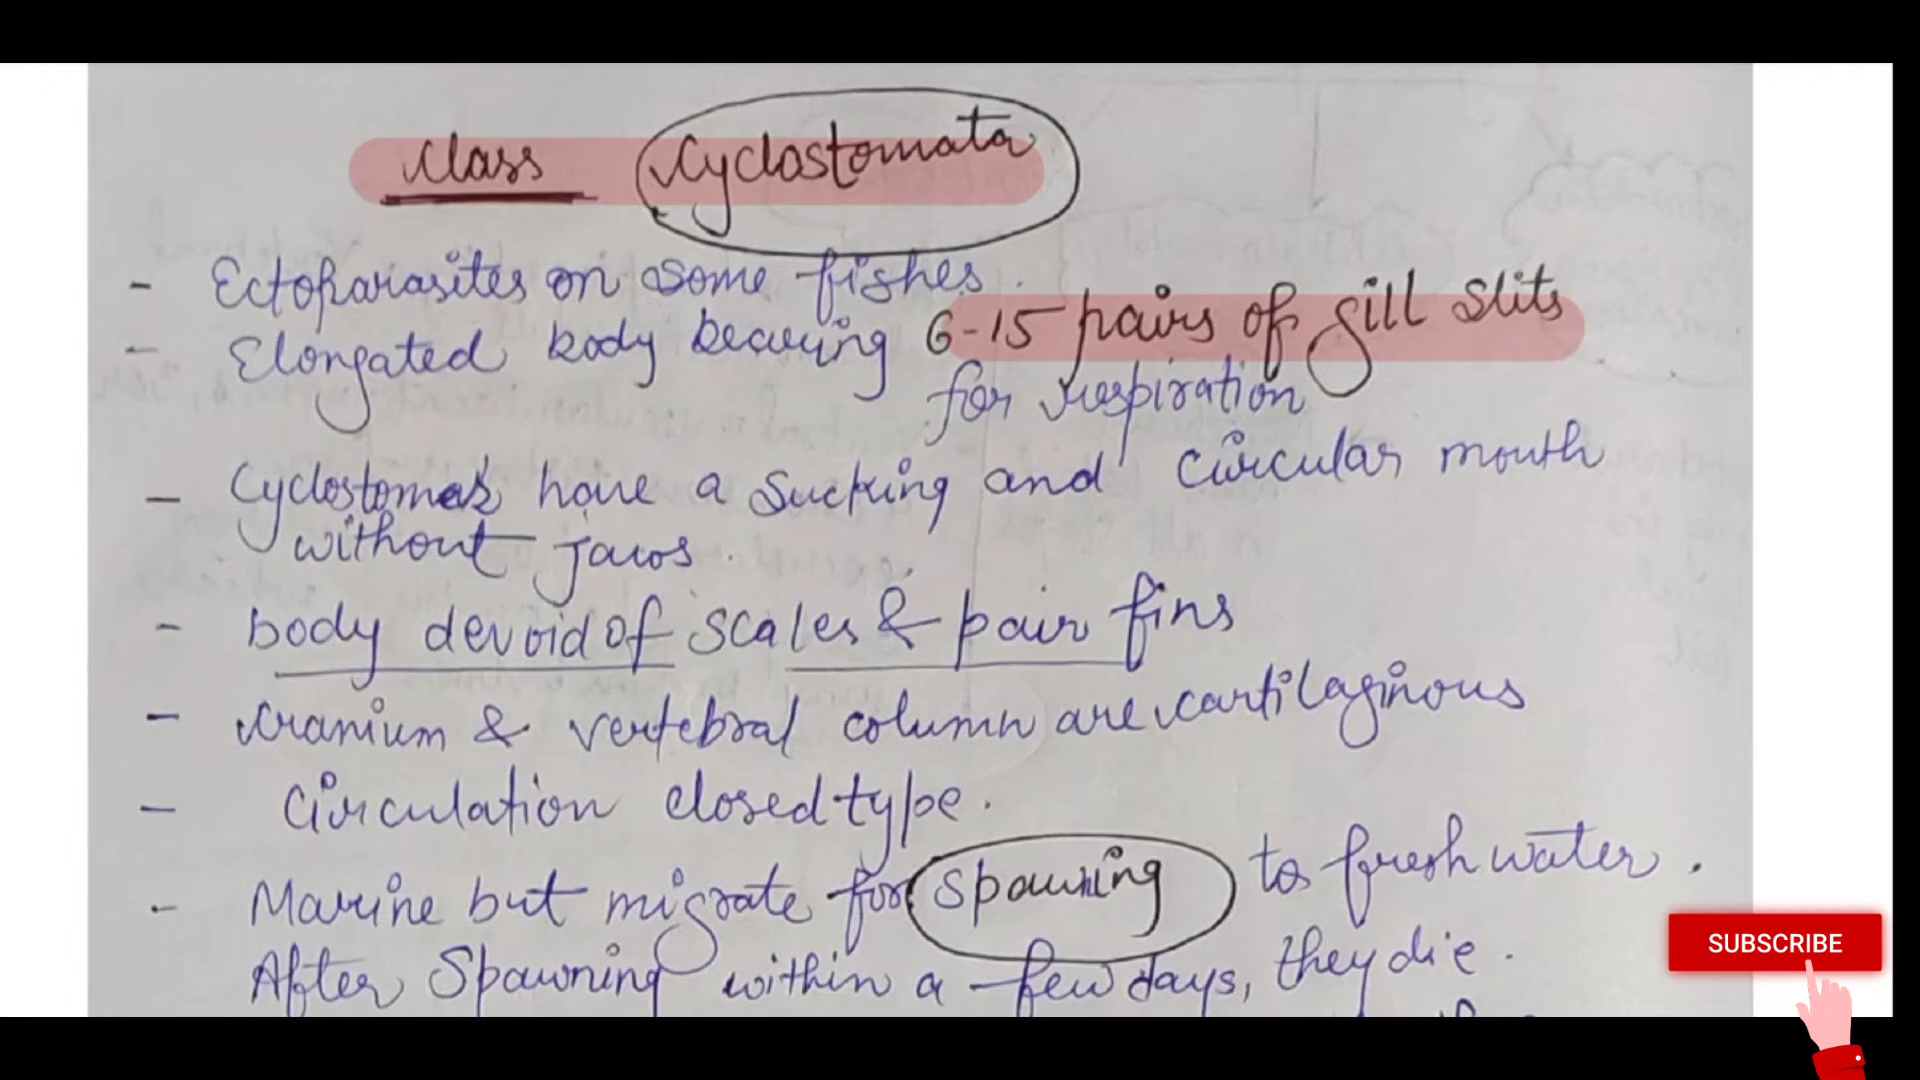 Class Cyclostomata
- Ectoparasites on some fishes.
- Elongated body bearing 6-15 pairs of gill slits
for respiration
- Cyclostomes have a sucking and circular mouth
without jaws.
- body devoid of scales & pair fins
- cranium & vertebral column are cartilaginous
- Circulation closed type.
- Marine but migrate for spawning to fresh water.
After Spawning within a few days, they die.
SUBSCRIBE